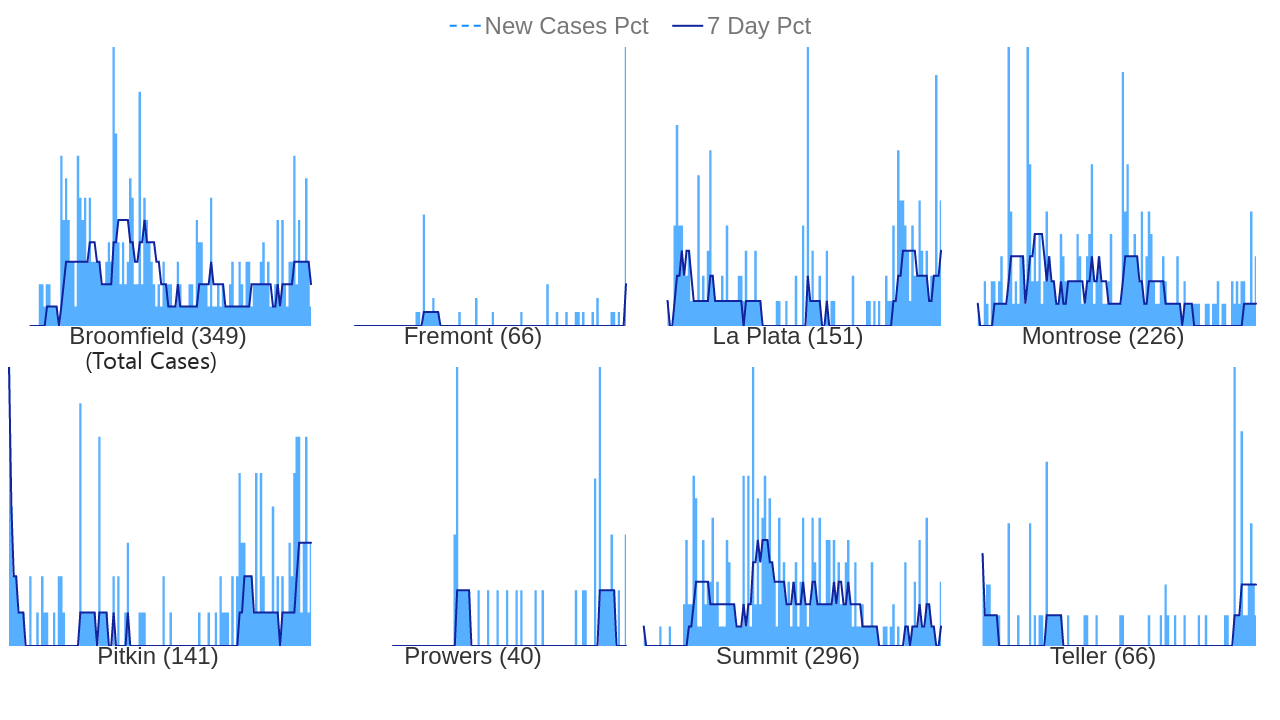 New Cases Pct 7 Day Pct
Broomfield (349) Fremont (66) La Plata (151) Montrose (226)
(Total Cases)
Pitkin (141) Prowers (40) Summit (296) Teller (66)